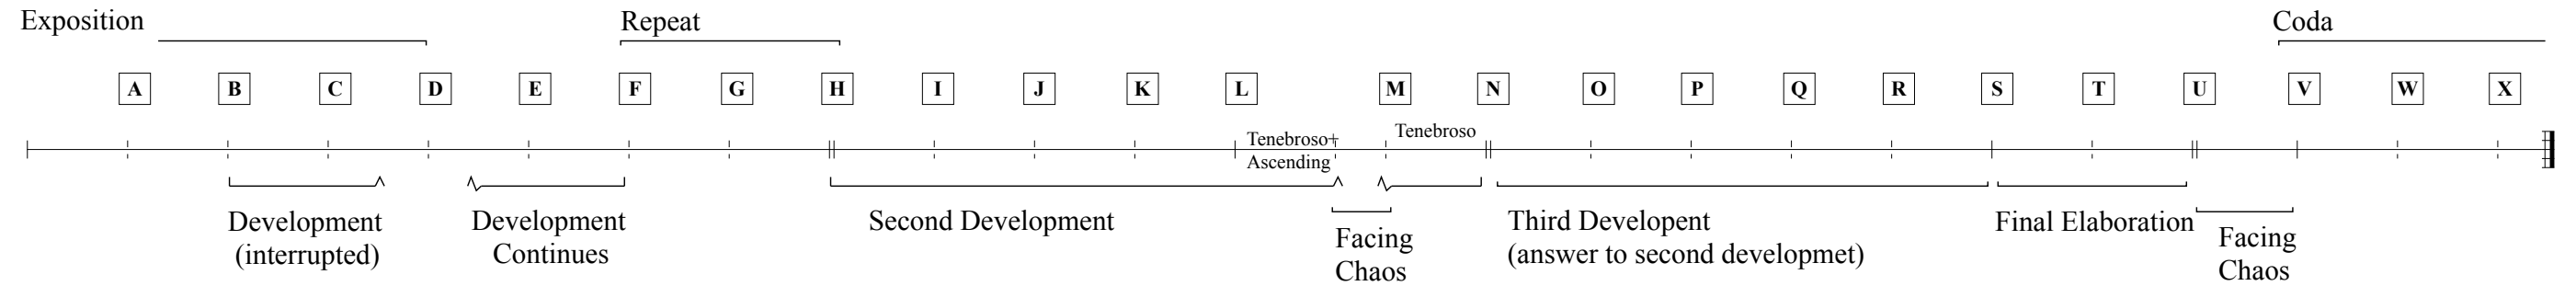 Exposition Repeat Coda
A B C D E F G H I J K L M N O P Q R S T U V W X
Tenebroso+ Tenebroso
Ascending
Development Development Second Development Third Developent Final Elaboration
(interrupted) Continues Facing (answer to second developmet) Facing
Chaos Chaos